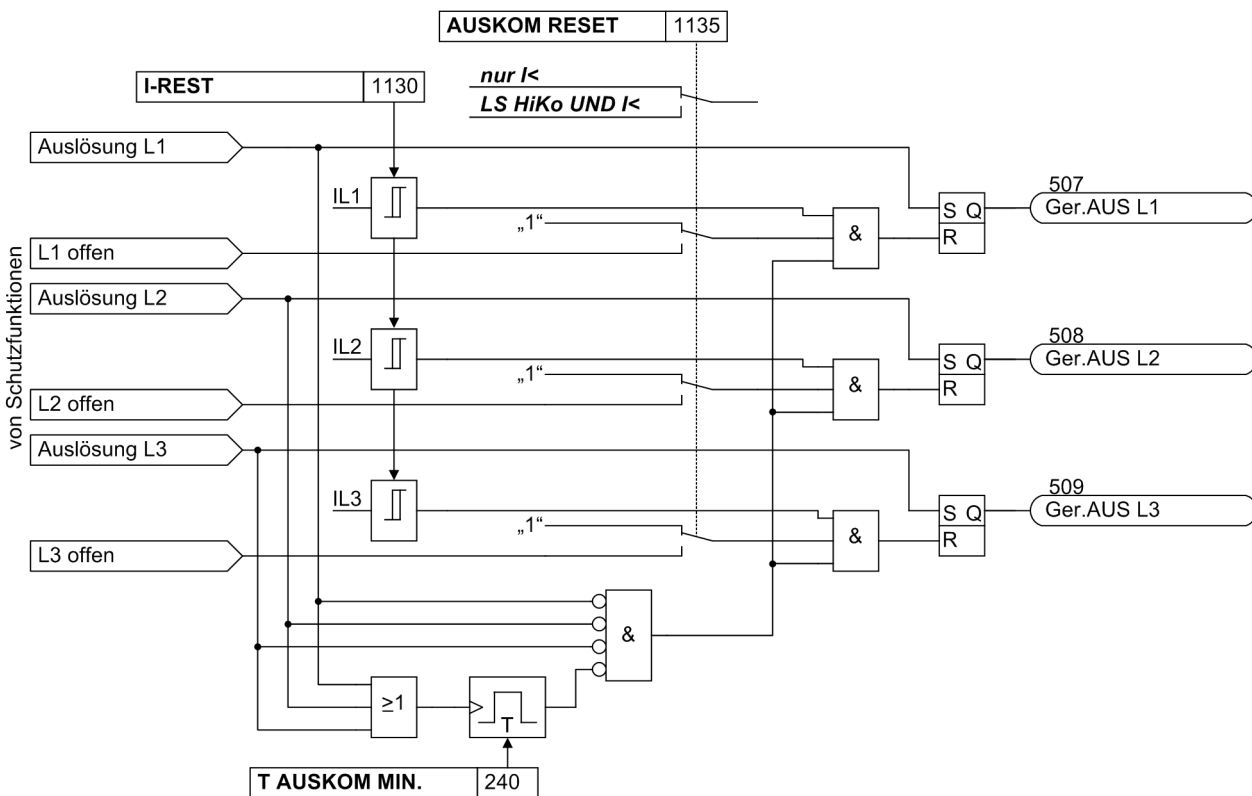 AUSKOM RESET 1135
nur I<
LS HiKo UND I<
I-REST 1130
von Schutzfunktionen
Auslösung L1
IL1
„1“
L1 offen
&
S Q
R
507
Ger.AUS L1
Auslösung L2
IL2
„1“
L2 offen
&
S Q
R
508
Ger.AUS L2
Auslösung L3
IL3
„1“
L3 offen
&
S Q
R
509
Ger.AUS L3
&
≥1
T
T AUSKOM MIN. 240